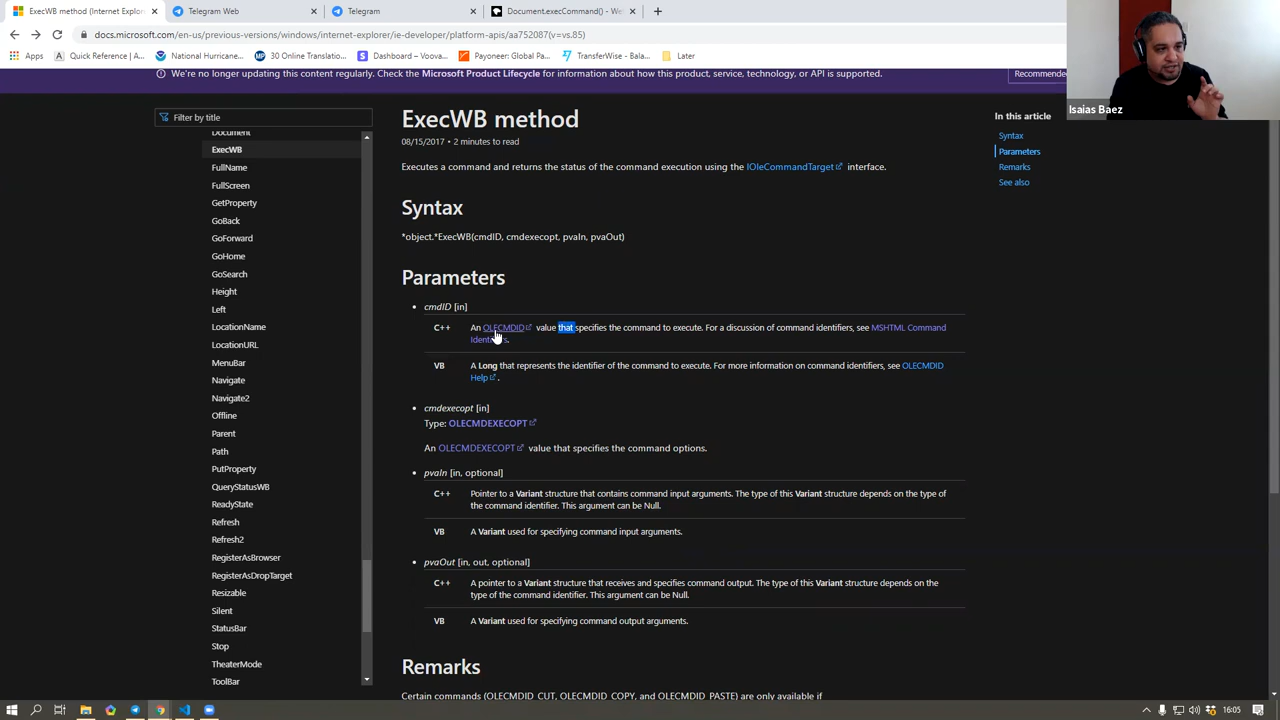 ExecWB method (Internet Explorer
Telegram Web
Telegram
Document.execCommand() - We
docs.microsoft.com/en-us/previous-versions/windows/internet-explorer/ie-developer/platform-apis/aa752087(v=vs.85)
Apps
Quick Reference | A...
National Hurricane...
30 Online Translatio...
Dashboard – Voova...
Payoneer: Global Pa...
TransferWise - Bala...
We're no longer updating this content regularly. Check the Microsoft Product Lifecycle for information about how this product, service, technology, or API is supported.
Recommende
Isaias Baez
Filter by title
Document
ExecWB
FullName
FullScreen
GetProperty
GoBack
GoForward
GoHome
GoSearch
Height
Left
LocationName
LocationURL
MenuBar
Navigate
Navigate2
Offline
Parent
Path
PutProperty
QueryStatusWB
ReadyState
Refresh
Refresh2
RegisterAsBrowser
RegisterAsDropTarget
Resizable
Silent
StatusBar
Stop
TheaterMode
ToolBar
ExecWB method
08/15/2017 • 2 minutes to read
Executes a command and returns the status of the command execution using the IOleCommandTarget interface.
Syntax
*object.*ExecWB(cmdID, cmdexecopt, pvaIn, pvaOut)
Parameters
• cmdID [in]
C++ An OLECMDID value that specifies the command to execute. For a discussion of command identifiers, see MSHTML Command
Identifiers.
VB A Long that represents the identifier of the command to execute. For more information on command identifiers, see OLECMDID
Help .
• cmdexecopt [in]
Type: OLECMDEXECOPT
An OLECMDEXECOPT value that specifies the command options.
• pvaIn [in, optional]
C++ Pointer to a Variant structure that contains command input arguments. The type of this Variant structure depends on the type of
the command identifier. This argument can be Null.
VB A Variant used for specifying command input arguments.
• pvaOut [in, out, optional]
C++ A pointer to a Variant structure that receives and specifies command output. The type of this Variant structure depends on the
type of the command identifier. This argument can be Null.
VB A Variant used for specifying command output arguments.
Remarks
Certain commands (OLECMDID_CUT, OLECMDID_COPY, and OLECMDID_PASTE) are only available if
In this article
Syntax
Parameters
Remarks
See also
16:05